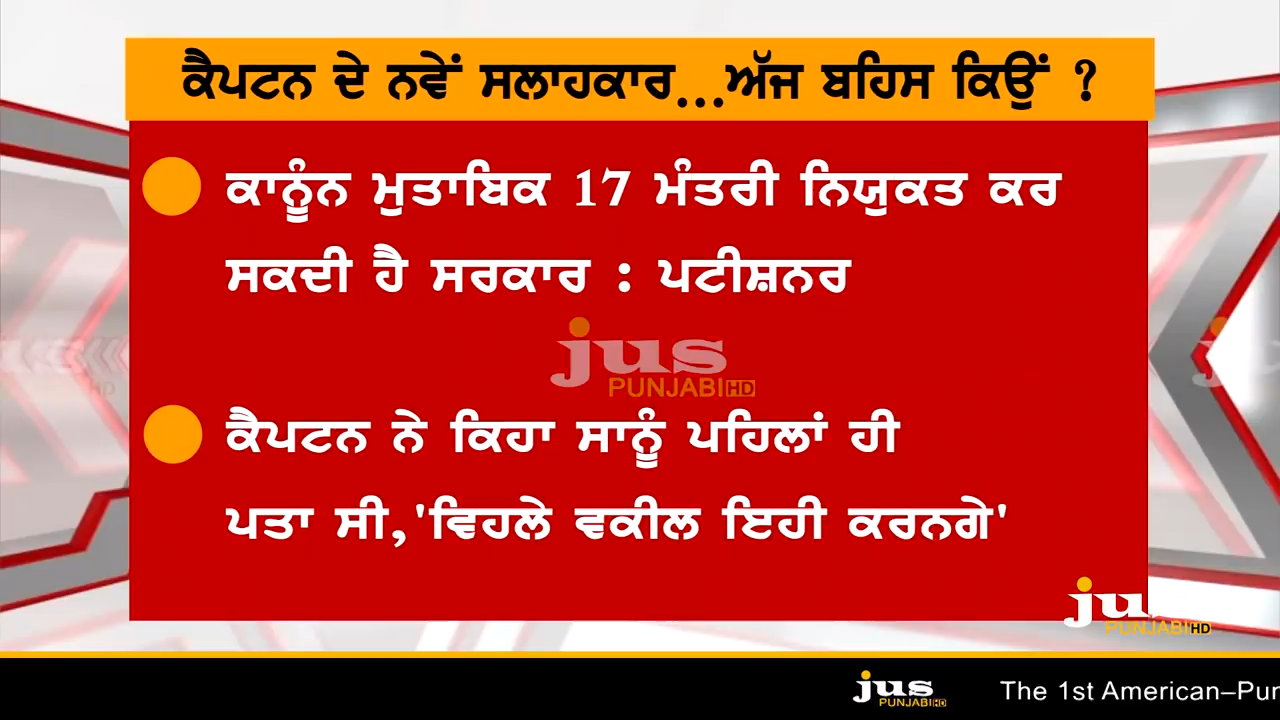 ਕੈਪਟਨ ਦੇ ਨਵੇਂ ਸਲਾਹਕਾਰ...ਅੱਜ ਬਹਿਸ ਕਿਉਂ ?
ਕਾਨੂੰਨ ਮੁਤਾਬਿਕ 17 ਮੰਤਰੀ ਨਿਯੁਕਤ ਕਰ
ਸਕਦੀ ਹੈ ਸਰਕਾਰ : ਪਟੀਸ਼ਨਰ
jus
PUNJABI HD
ਕੈਪਟਨ ਨੇ ਕਿਹਾ ਸਾਨੂੰ ਪਹਿਲਾਂ ਹੀ
ਪਤਾ ਸੀ,'ਵਿਹਲੇ ਵਕੀਲ ਇਹੀ ਕਰਨਗੇ'
jus
PUNJABI HD
jus
PUNJABI HD
The 1st American–Pun